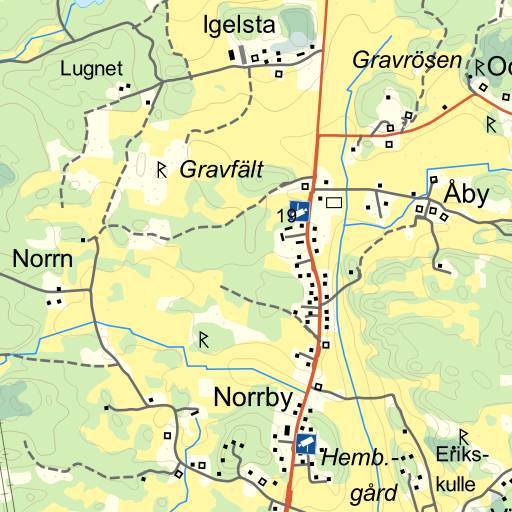 Igelsta
Gravrösen
Lugnet
Gravfält
Åby
19
Norrn
Norrby
Hemb.-
gård
Eriks-
kulle